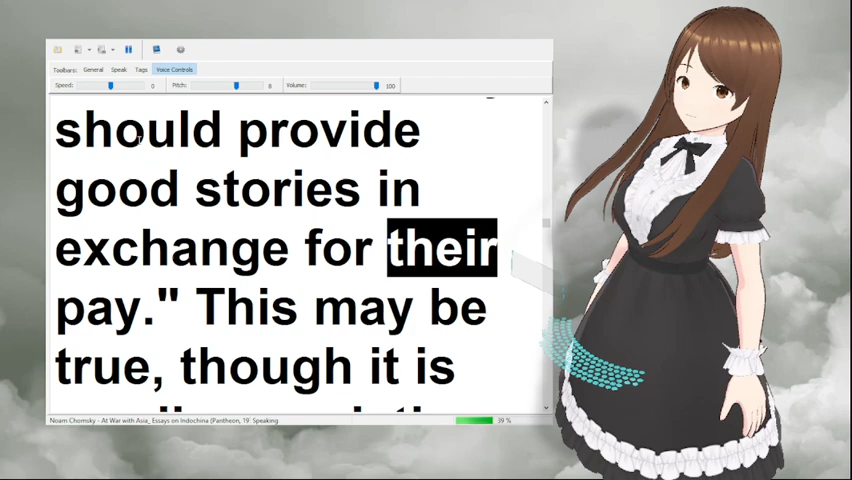 Toolbars: General Speak Tags Voice Controls
Speed: 0 Pitch: 8 Volume: 100
should provide
good stories in
exchange for their
pay." This may be
true, though it is
Noam Chomsky - At War with Asia_ Essays on Indochina (Pantheon, 19 Speaking 39 %